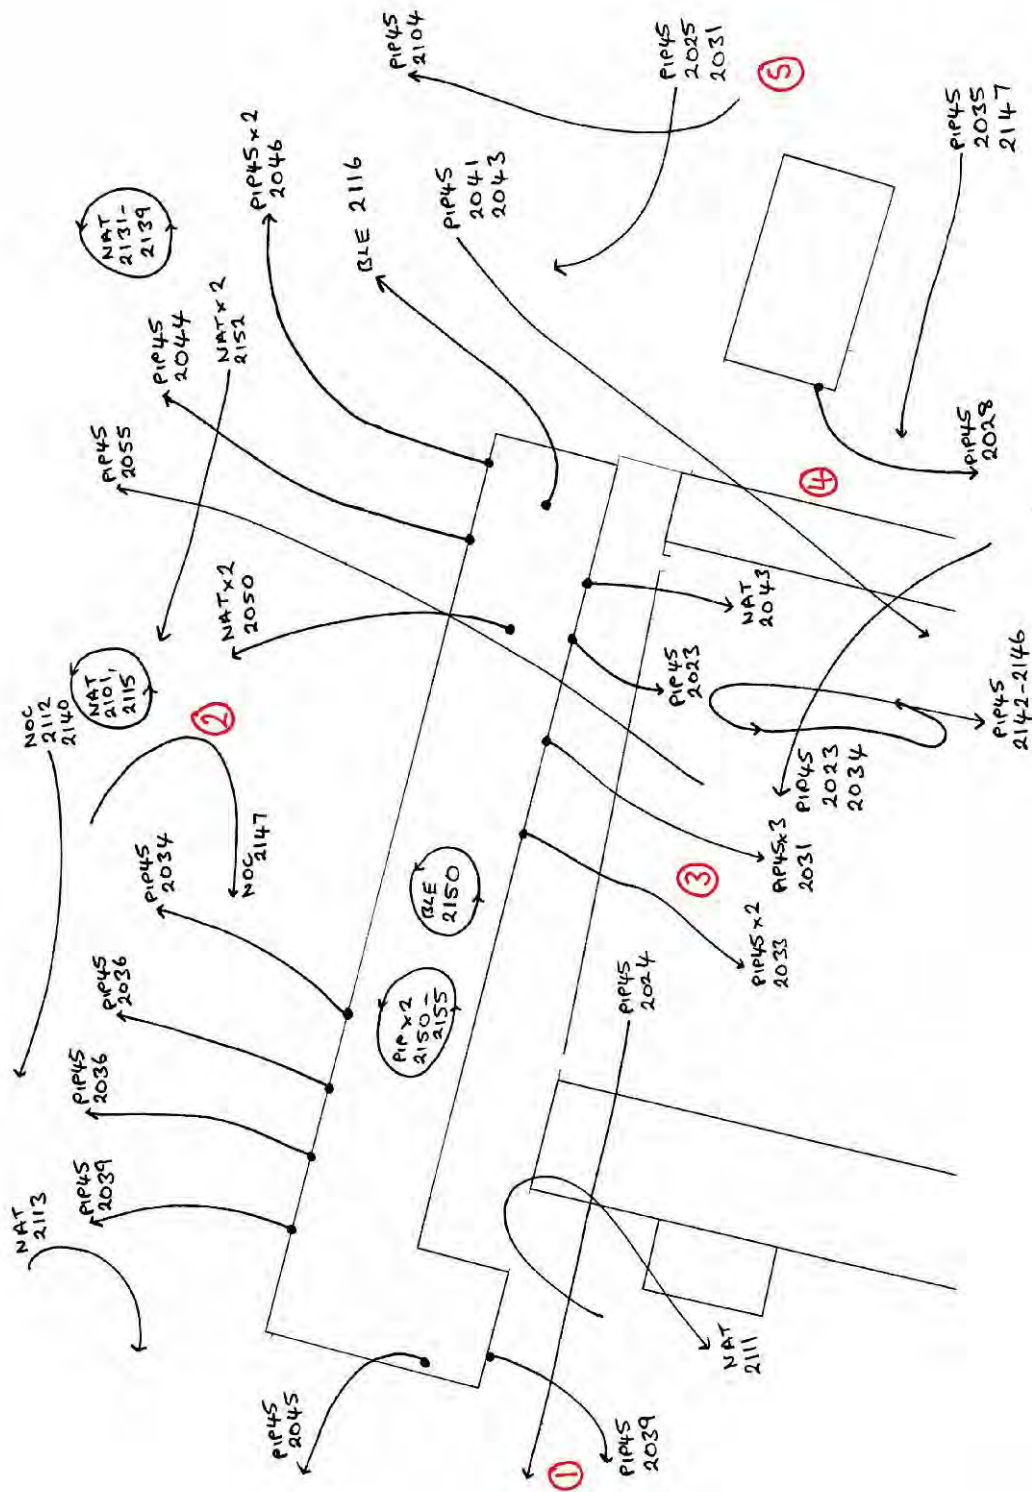 PIP45
2104
PIP45
2025
2031
5
PIP45
2035
2147
PIP45 x 2
2046
BLE 2116
PIP45
2041
2043
NAT
2131-
2139
PIP45
2044
NAT x 2
2152
PIP45
2055
NAT x 2
2050
PIP45
2028
4
NAT
2043
PIP45
2023
PIP45
2142-2146
NOC
2112
2140
NAT
2101,
2115
2
NOC
2147
PIP45
2034
PIP45
2023
2034
PIP45 x 3
2031
3
PIP45 x 2
2033
BLE
2150
PIP x 2
2150-
2155
PIP45
2036
PIP45
2036
PIP45
2039
NAT
2113
PIP45
2024
NAT
2111
PIP45
2045
PIP45
2039
1